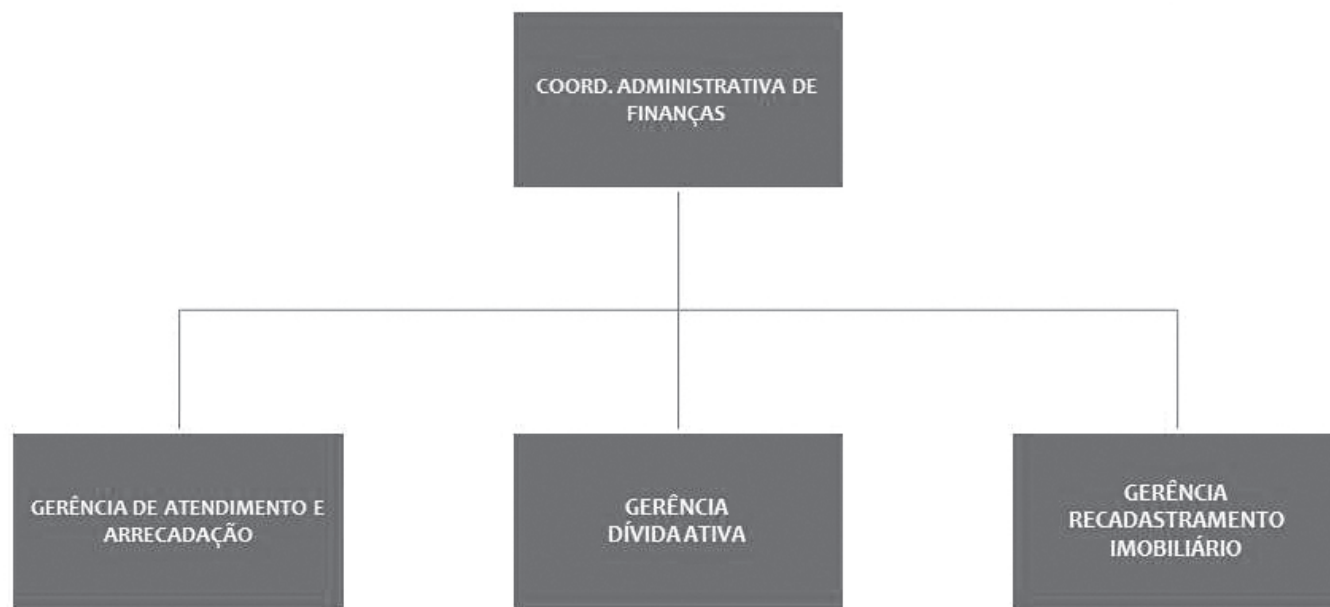 COORD. ADMINISTRATIVA DE
FINANÇAS
GERÊNCIA DE ATENDIMENTO E
ARRECADAÇÃO
GERÊNCIA
DÍVIDA ATIVA
GERÊNCIA
RECADASTRAMENTO
IMOBILIÁRIO